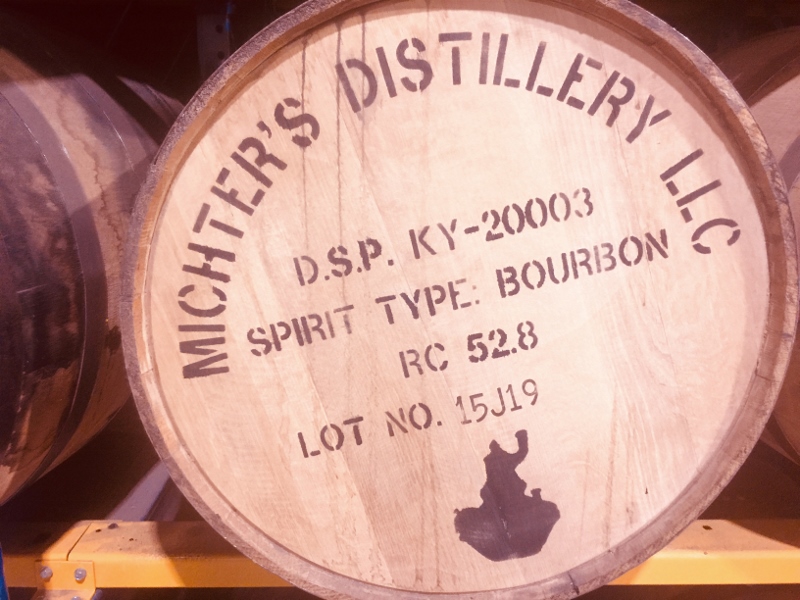 MICHTER'S DISTILLERY LLC
D.S.P. KY-20003
SPIRIT TYPE: BOURBON
RC 52.8
LOT NO. 15J19